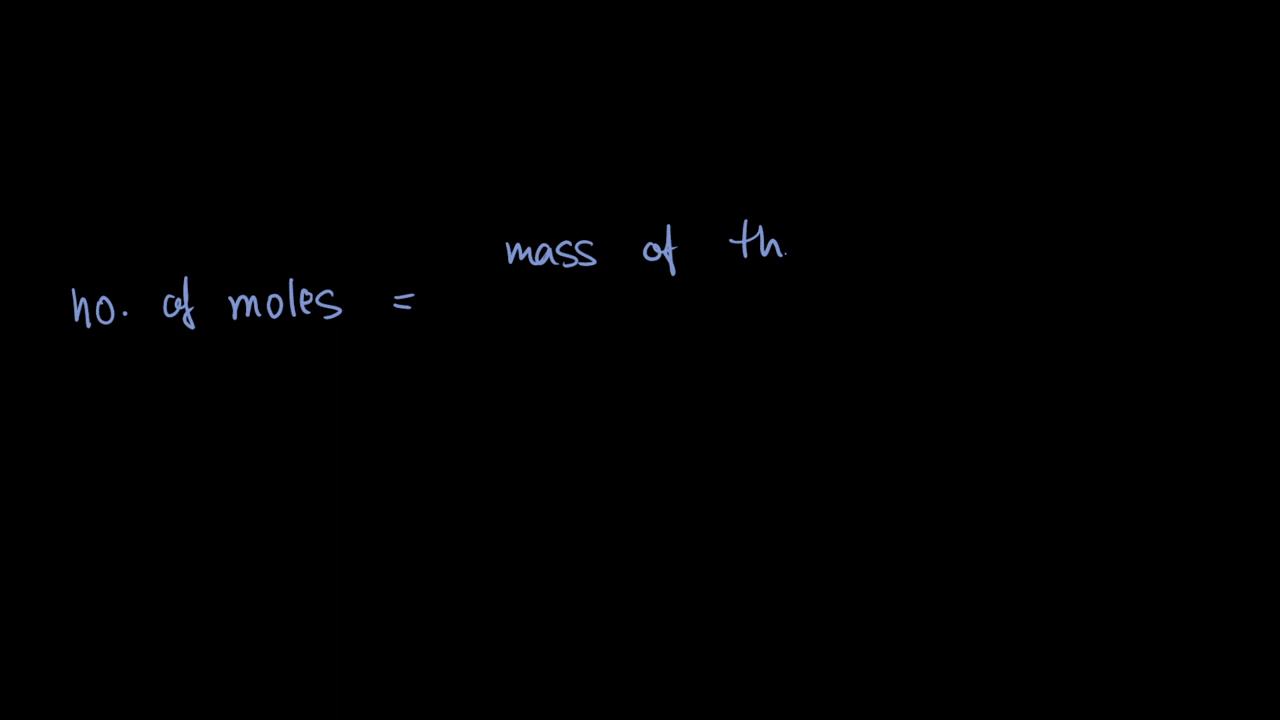 mass of th
no. of moles =